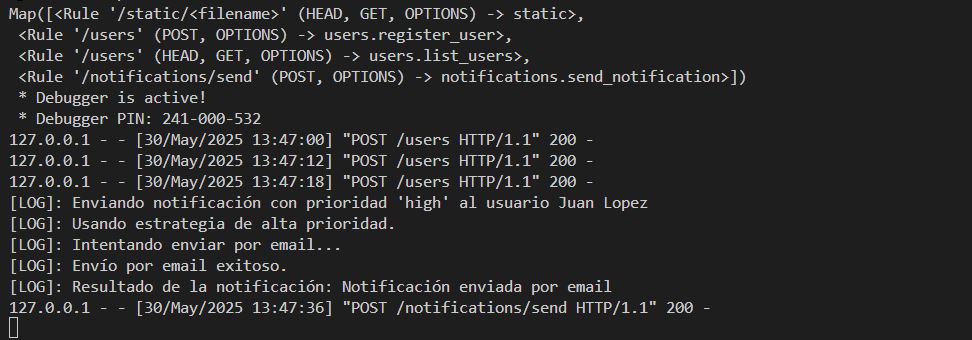 Map([<Rule '/static/<filename>' (HEAD, GET, OPTIONS) -> static>,
 <Rule '/users' (POST, OPTIONS) -> users.register_user>,
 <Rule '/users' (HEAD, GET, OPTIONS) -> users.list_users>,
 <Rule '/notifications/send' (POST, OPTIONS) -> notifications.send_notification>])
 * Debugger is active!
 * Debugger PIN: 241-000-532
127.0.0.1 - - [30/May/2025 13:47:00] "POST /users HTTP/1.1" 200 -
127.0.0.1 - - [30/May/2025 13:47:12] "POST /users HTTP/1.1" 200 -
127.0.0.1 - - [30/May/2025 13:47:18] "POST /users HTTP/1.1" 200 -
[LOG]: Enviando notificación con prioridad 'high' al usuario Juan Lopez
[LOG]: Usando estrategia de alta prioridad.
[LOG]: Intentando enviar por email...
[LOG]: Envío por email exitoso.
[LOG]: Resultado de la notificación: Notificación enviada por email
127.0.0.1 - - [30/May/2025 13:47:36] "POST /notifications/send HTTP/1.1" 200 -